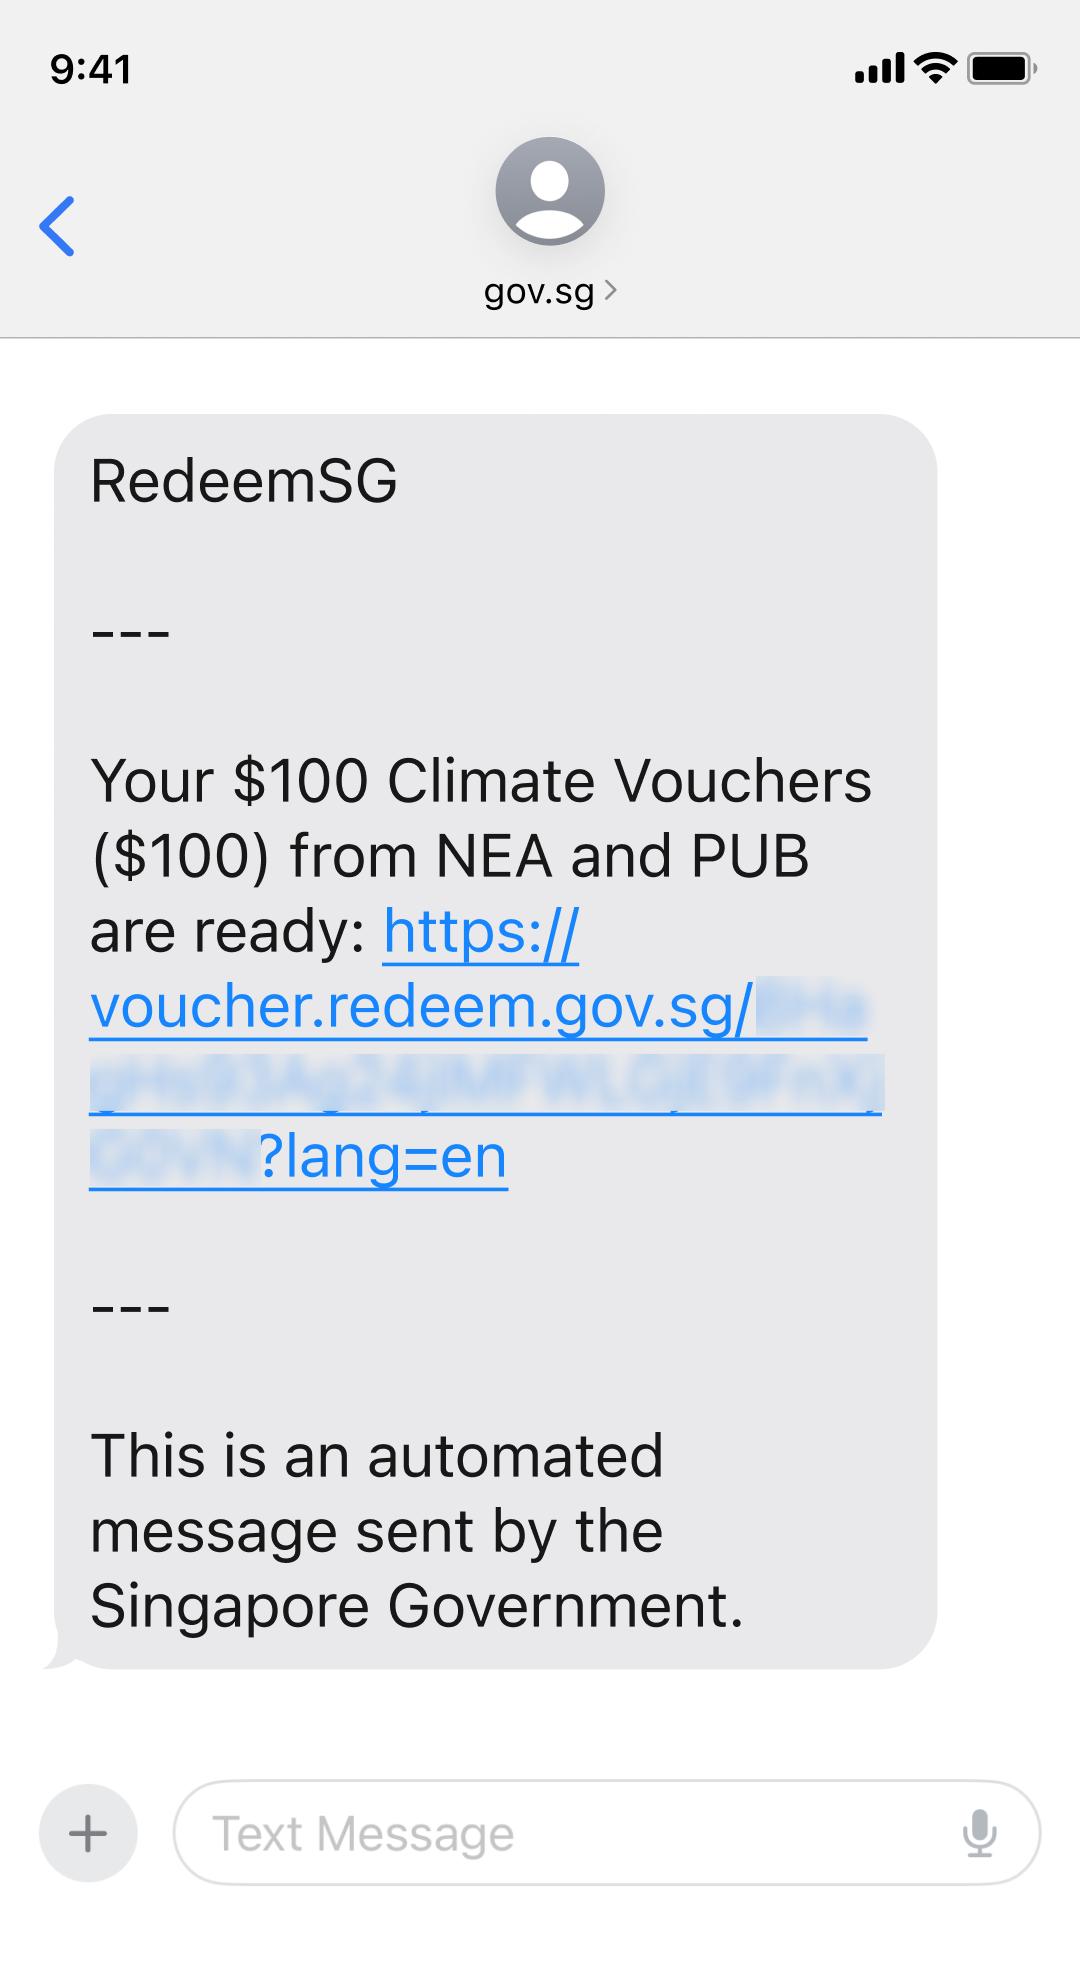 9:41
gov.sg
RedeemSG
---
Your $100 Climate Vouchers
($100) from NEA and PUB
are ready: https://
voucher.redeem.gov.sg/
?lang=en
---
This is an automated
message sent by the
Singapore Government.
Text Message